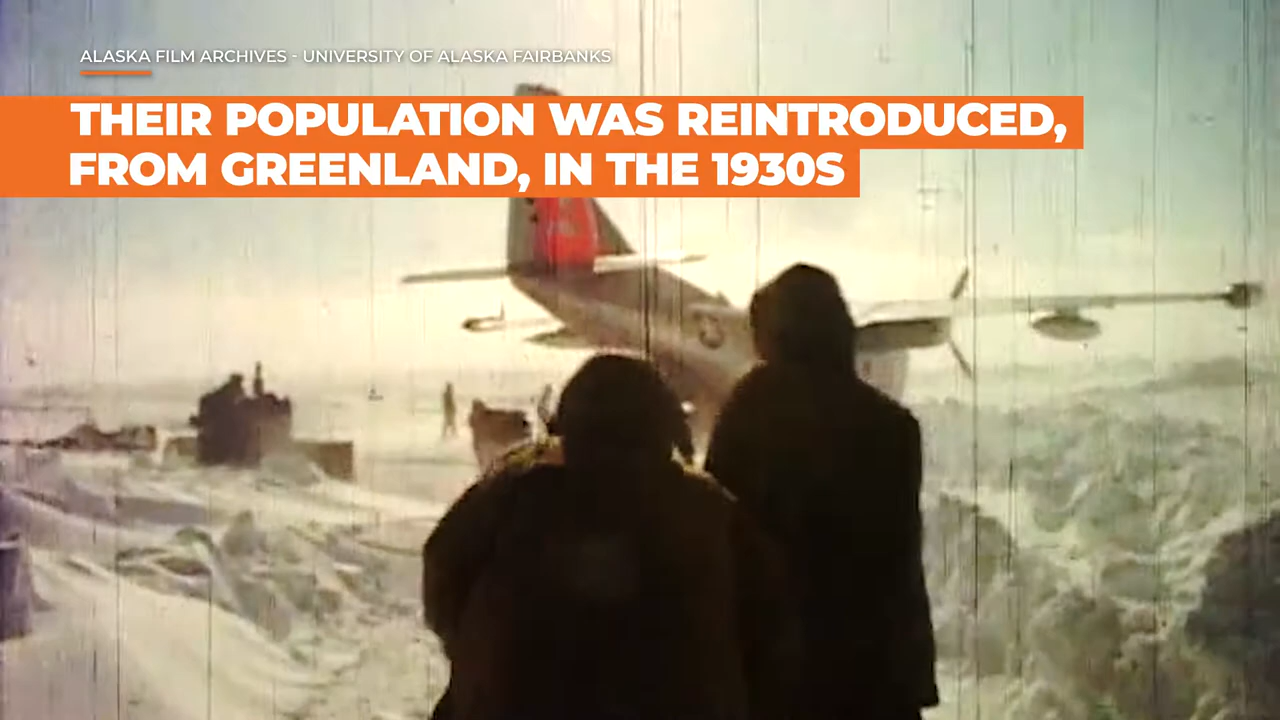 ALASKA FILM ARCHIVES - UNIVERSITY OF ALASKA FAIRBANKS
THEIR POPULATION WAS REINTRODUCED,
FROM GREENLAND, IN THE 1930S